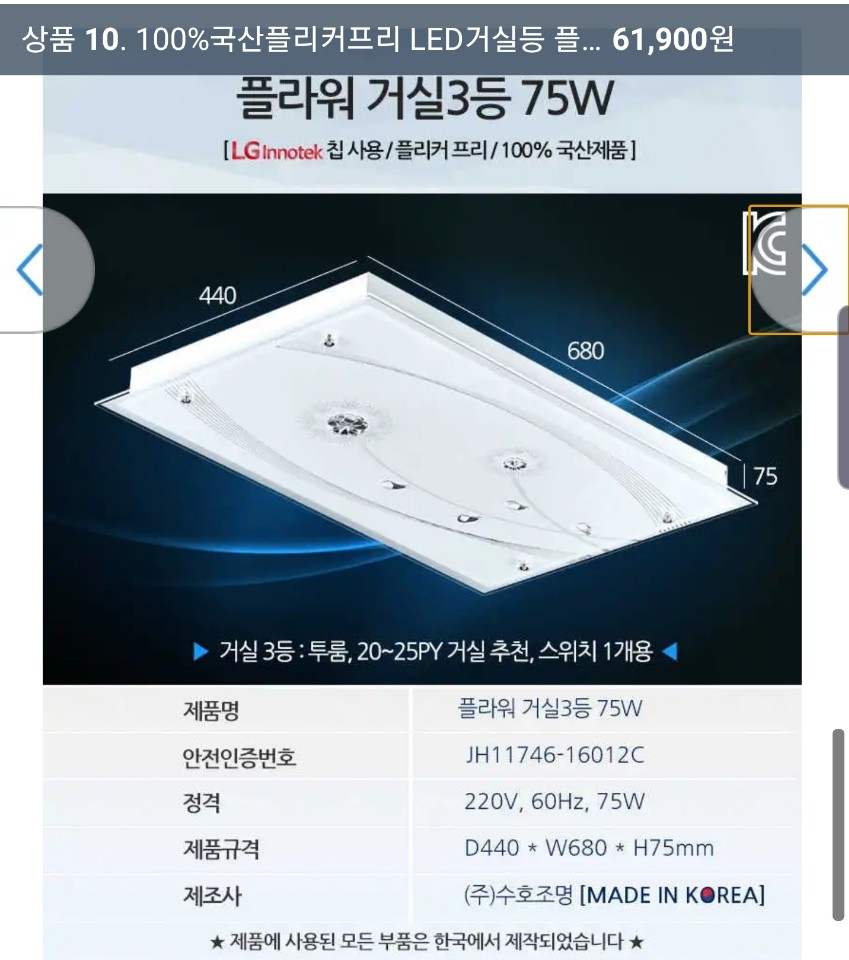 상품 10. 100%국산플리커프리 LED거실등 플... 61,900원
플라워 거실3등 75W
[LG Innotek 칩 사용/플리커 프리/100% 국산제품]
440
680
75
▶ 거실 3등 : 투룸, 20~25PY 거실 추천, 스위치 1개용 ◀
제품명 플라워 거실3등 75W
안전인증번호 JH11746-16012C
정격 220V, 60Hz, 75W
제품규격 D440 * W680 * H75mm
제조사 (주)수호조명 [MADE IN KOREA]
★ 제품에 사용된 모든 부품은 한국에서 제작되었습니다 ★